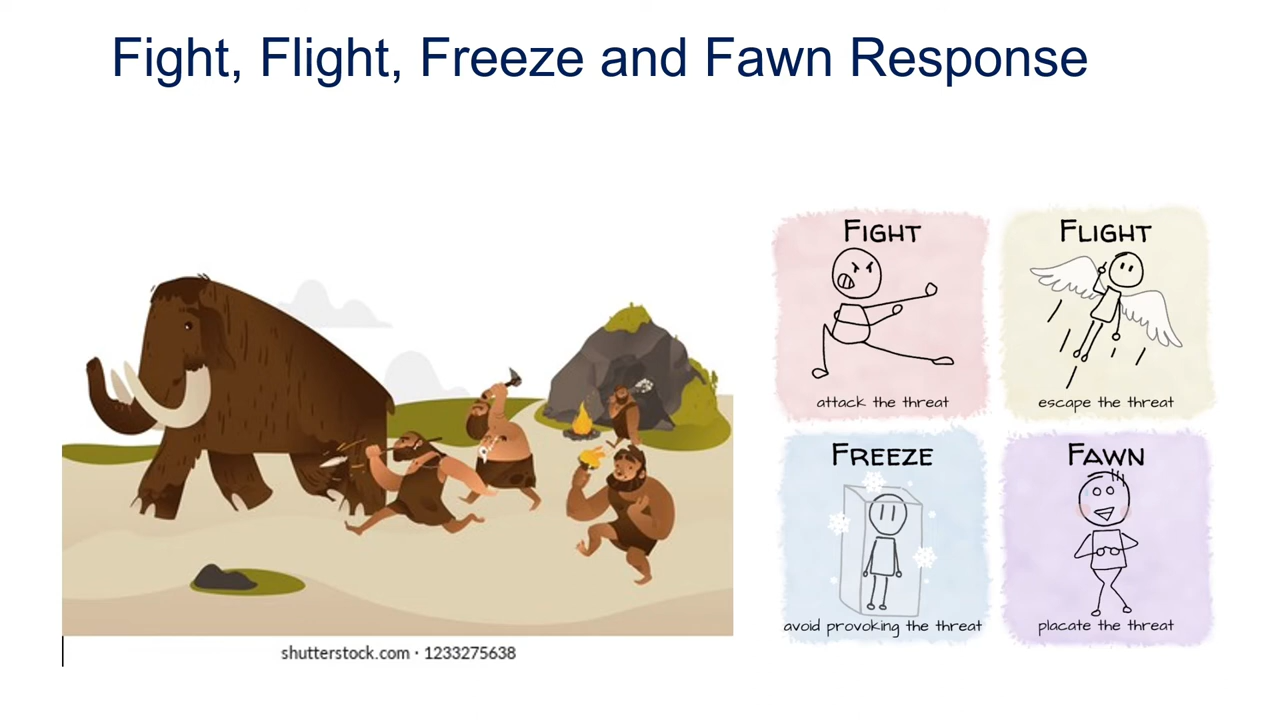 Fight, Flight, Freeze and Fawn Response
FIGHT
attack the threat
FLIGHT
escape the threat
FREEZE
avoid provoking the threat
FAWN
placate the threat
shutterstock.com · 1233275638